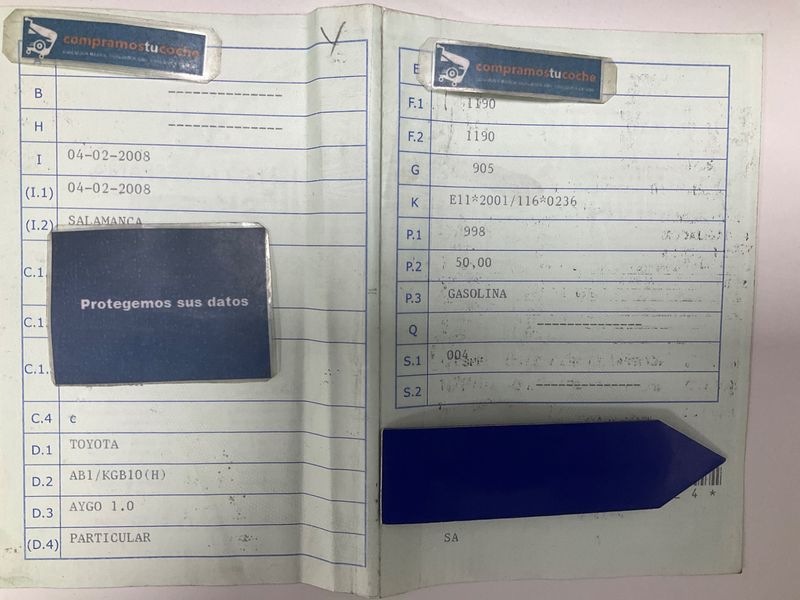 compramostucoche
B --------------
H --------------
I 04-02-2008
(I.1) 04-02-2008
(I.2) SALAMANCA
C.1.
Protegemos sus datos
C.1.
C.1.
C.4 c
D.1 TOYOTA
D.2 AB1/KGB10(H)
D.3 AYGO 1.0
(D.4) PARTICULAR
compramostucoche
E
F.1 1190
F.2 1190
G 905
K E11*2001/116*0236
P.1 998
P.2 50,00
P.3 GASOLINA
Q -------------
S.1 004
S.2 -------------
4 *
SA